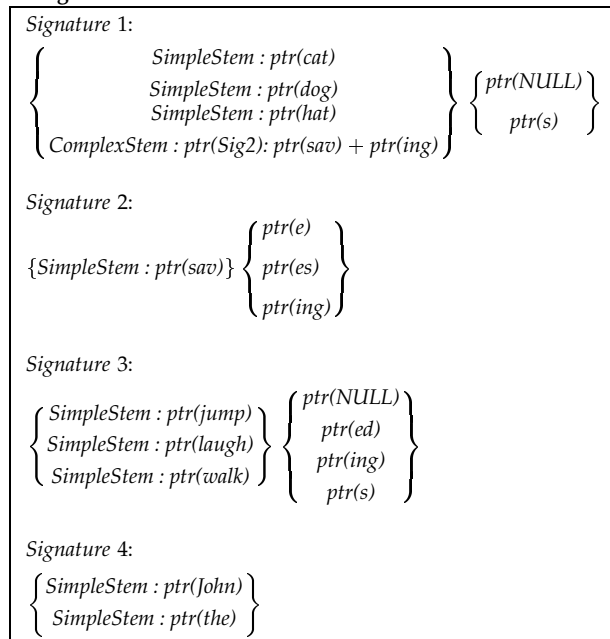 Signature 1:
SimpleStem : ptr(cat)
SimpleStem : ptr(dog)
SimpleStem : ptr(hat)
ComplexStem : ptr(Sig2): ptr(sav) + ptr(ing)
ptr(NULL)
ptr(s)
Signature 2:
{SimpleStem : ptr(sav)}
ptr(e)
ptr(es)
ptr(ing)
Signature 3:
SimpleStem : ptr(jump)
SimpleStem : ptr(laugh)
SimpleStem : ptr(walk)
ptr(NULL)
ptr(ed)
ptr(ing)
ptr(s)
Signature 4:
SimpleStem : ptr(John)
SimpleStem : ptr(the)